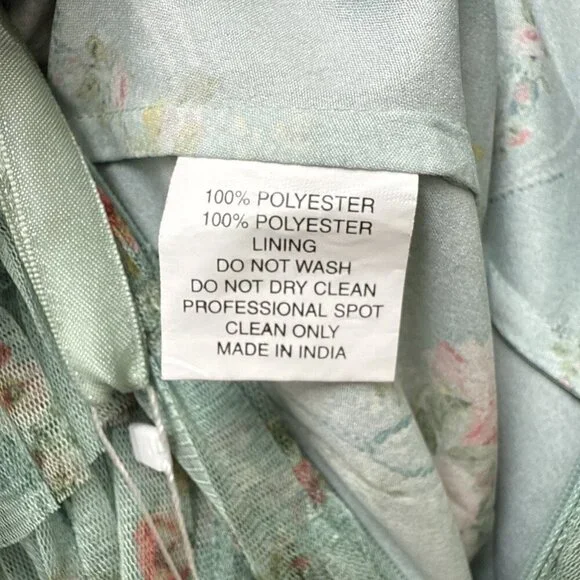 100% POLYESTER
100% POLYESTER
LINING
DO NOT WASH
DO NOT DRY CLEAN
PROFESSIONAL SPOT
CLEAN ONLY
MADE IN INDIA